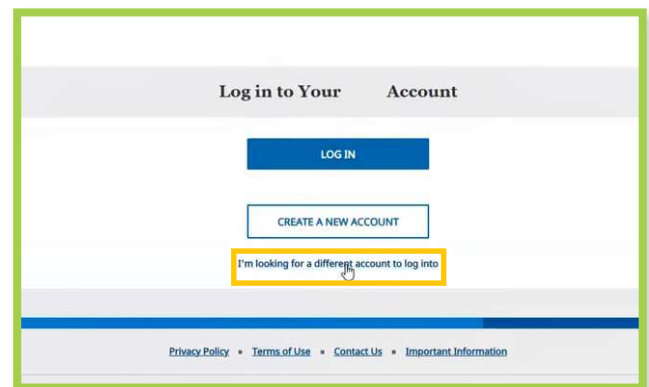 Log in to Your Account
LOG IN
CREATE A NEW ACCOUNT
I'm looking for a different account to log into
Privacy Policy ▪ Terms of Use ▪ Contact Us ▪ Important Information